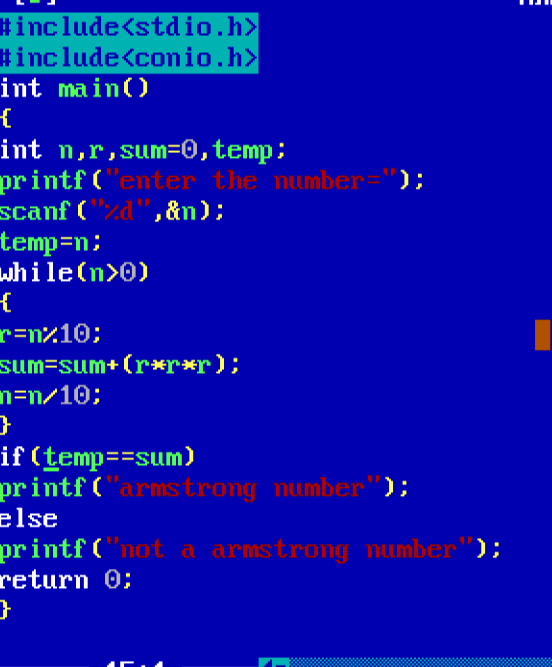 #include<stdio.h>
#include<conio.h>
int main()
{
int n,r,sum=0,temp;
printf("enter the number=");
scanf("%d",&n);
temp=n;
while(n>0)
{
r=n%10;
sum=sum+(r*r*r);
n=n/10;
}
if(temp==sum)
printf("armstrong number");
else
printf("not a armstrong number");
return 0;
}